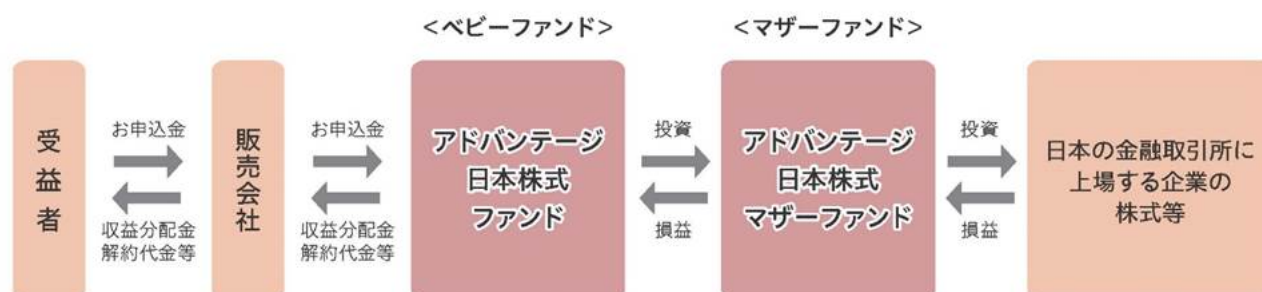 <ベビーファンド>
<マザーファンド>
受益者
お申込金
収益分配金
解約代金等
販売会社
お申込金
収益分配金
解約代金等
アドバンテージ
日本株式
ファンド
投資
損益
アドバンテージ
日本株式
マザーファンド
投資
損益
日本の金融取引所に
上場する企業の
株式等